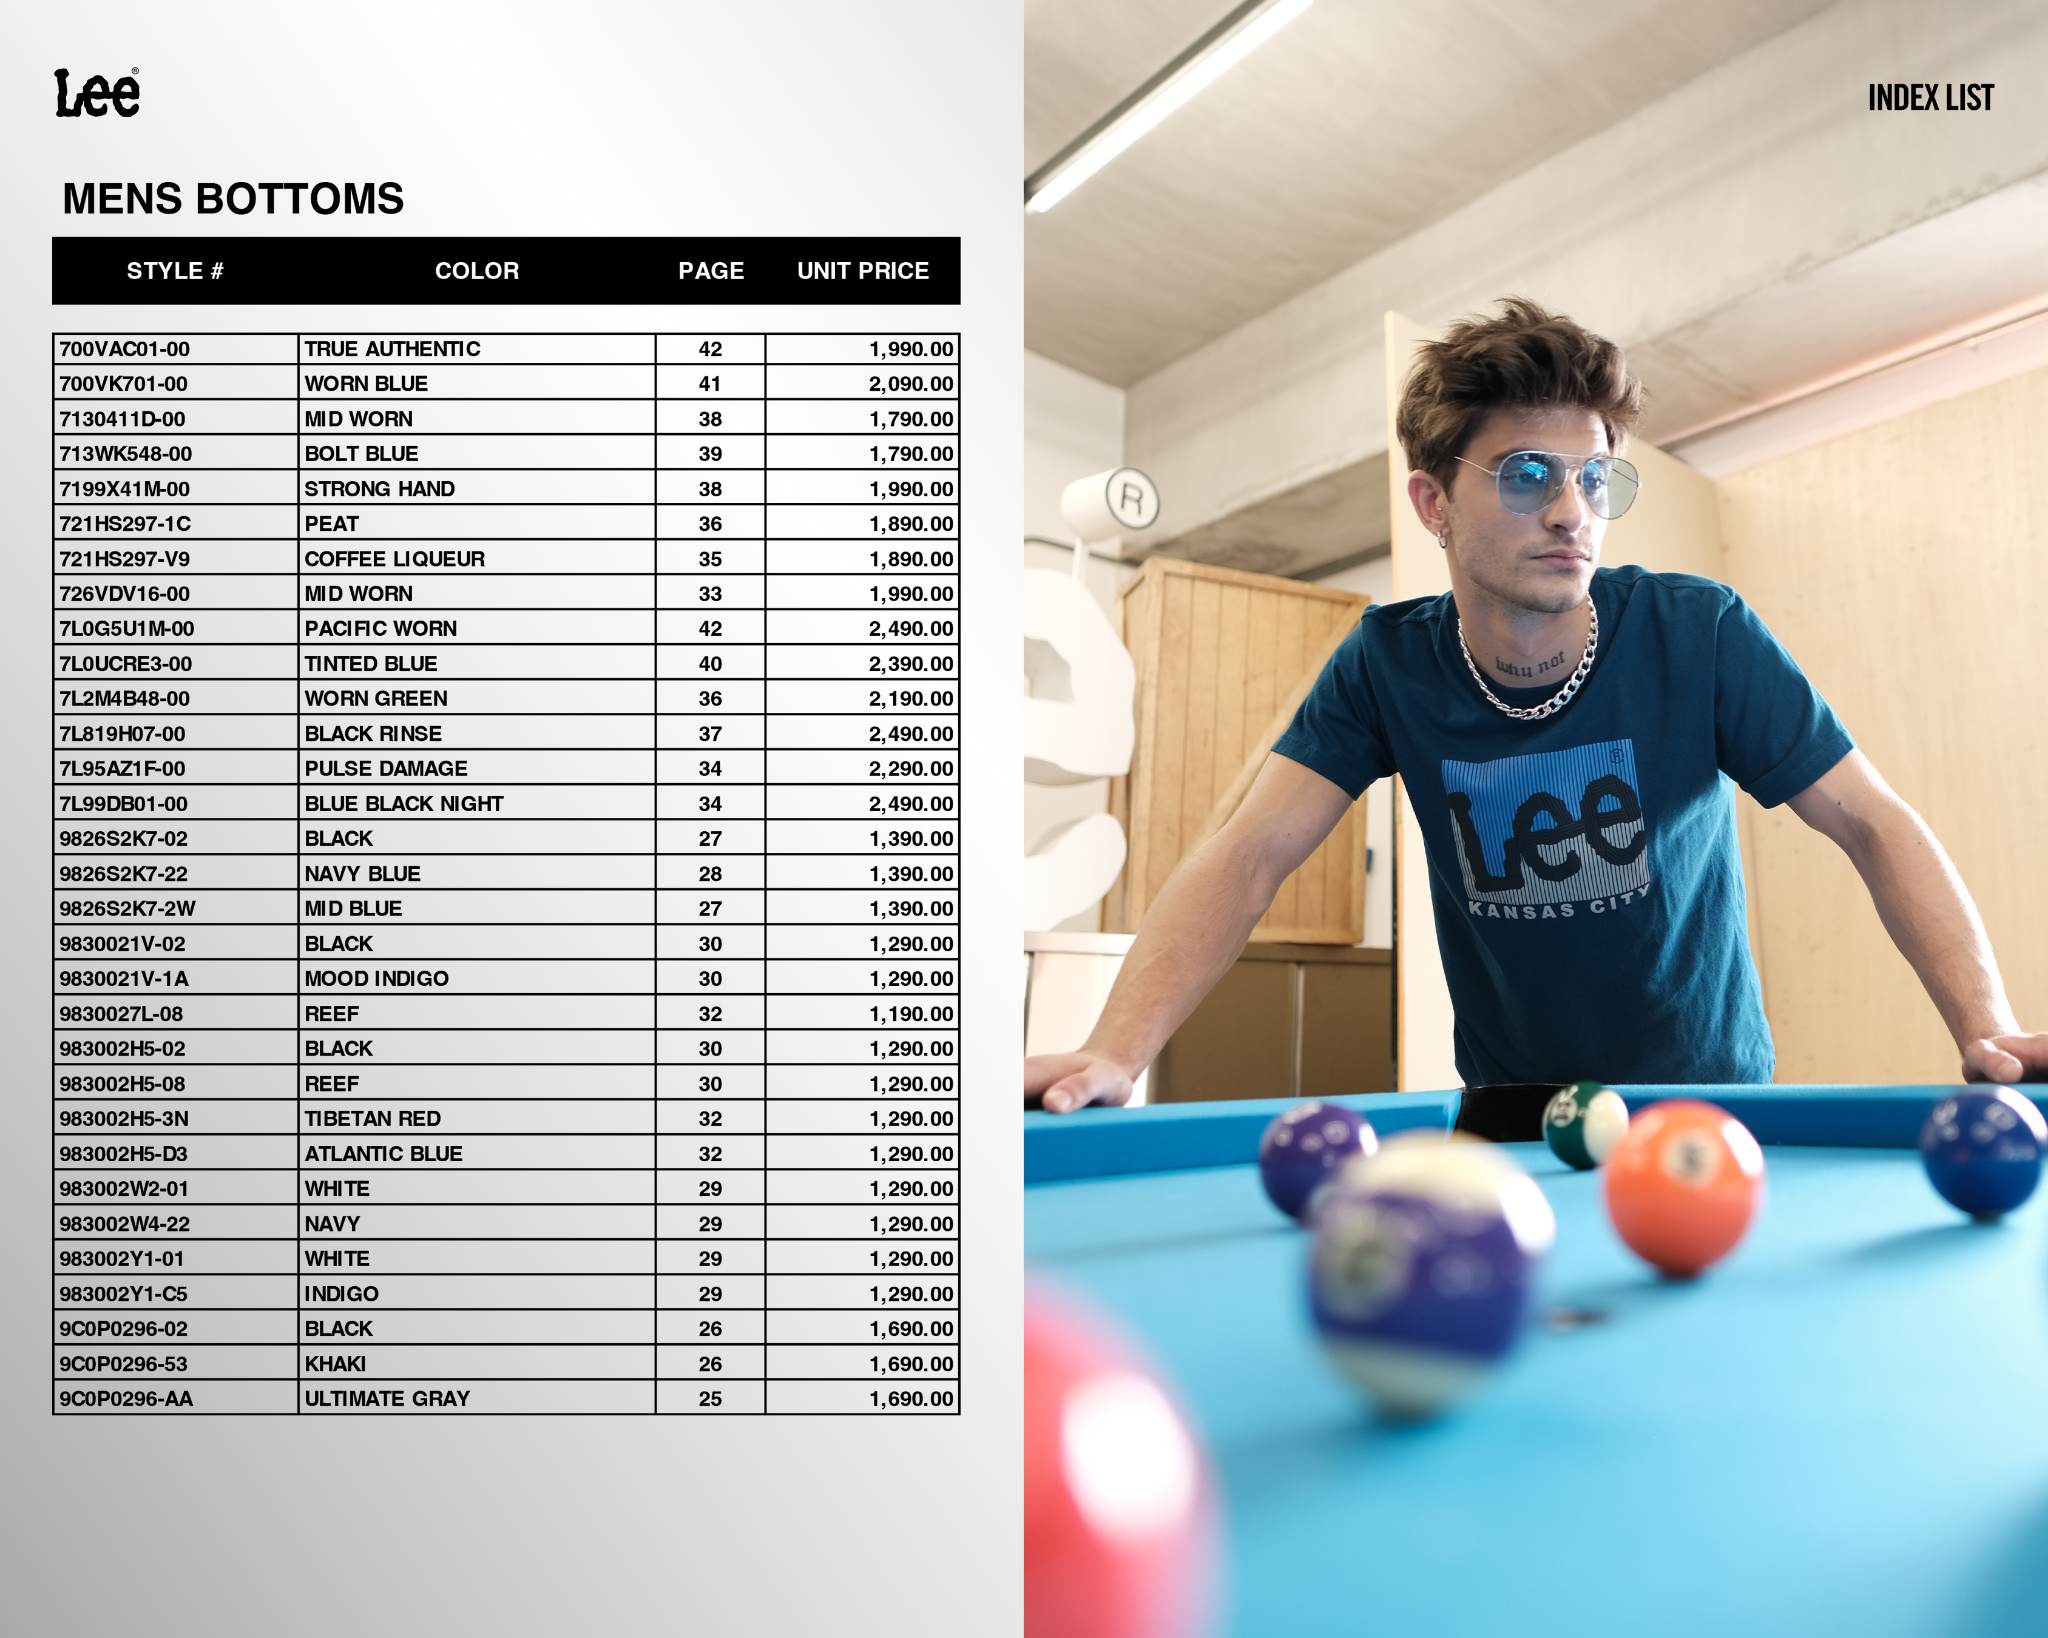 Lee®
INDEX LIST
MENS BOTTOMS
STYLE # COLOR PAGE UNIT PRICE
700VAC01-00 TRUE AUTHENTIC 42 1,990.00
700VK701-00 WORN BLUE 41 2,090.00
7130411D-00 MID WORN 38 1,790.00
713WK548-00 BOLT BLUE 39 1,790.00
7199X41M-00 STRONG HAND 38 1,990.00
721HS297-1C PEAT 36 1,890.00
721HS297-V9 COFFEE LIQUEUR 35 1,890.00
726VDV16-00 MID WORN 33 1,990.00
7L0G5U1M-00 PACIFIC WORN 42 2,490.00
7L0UCRE3-00 TINTED BLUE 40 2,390.00
7L2M4B48-00 WORN GREEN 36 2,190.00
7L819H07-00 BLACK RINSE 37 2,490.00
7L95AZ1F-00 PULSE DAMAGE 34 2,290.00
7L99DB01-00 BLUE BLACK NIGHT 34 2,490.00
9826S2K7-02 BLACK 27 1,390.00
9826S2K7-22 NAVY BLUE 28 1,390.00
9826S2K7-2W MID BLUE 27 1,390.00
9830021V-02 BLACK 30 1,290.00
9830021V-1A MOOD INDIGO 30 1,290.00
9830027L-08 REEF 32 1,190.00
983002H5-02 BLACK 30 1,290.00
983002H5-08 REEF 30 1,290.00
983002H5-3N TIBETAN RED 32 1,290.00
983002H5-D3 ATLANTIC BLUE 32 1,290.00
983002W2-01 WHITE 29 1,290.00
983002W4-22 NAVY 29 1,290.00
983002Y1-01 WHITE 29 1,290.00
983002Y1-C5 INDIGO 29 1,290.00
9C0P0296-02 BLACK 26 1,690.00
9C0P0296-53 KHAKI 26 1,690.00
9C0P0296-AA ULTIMATE GRAY 25 1,690.00
R
why not
Lee®
KANSAS CITY